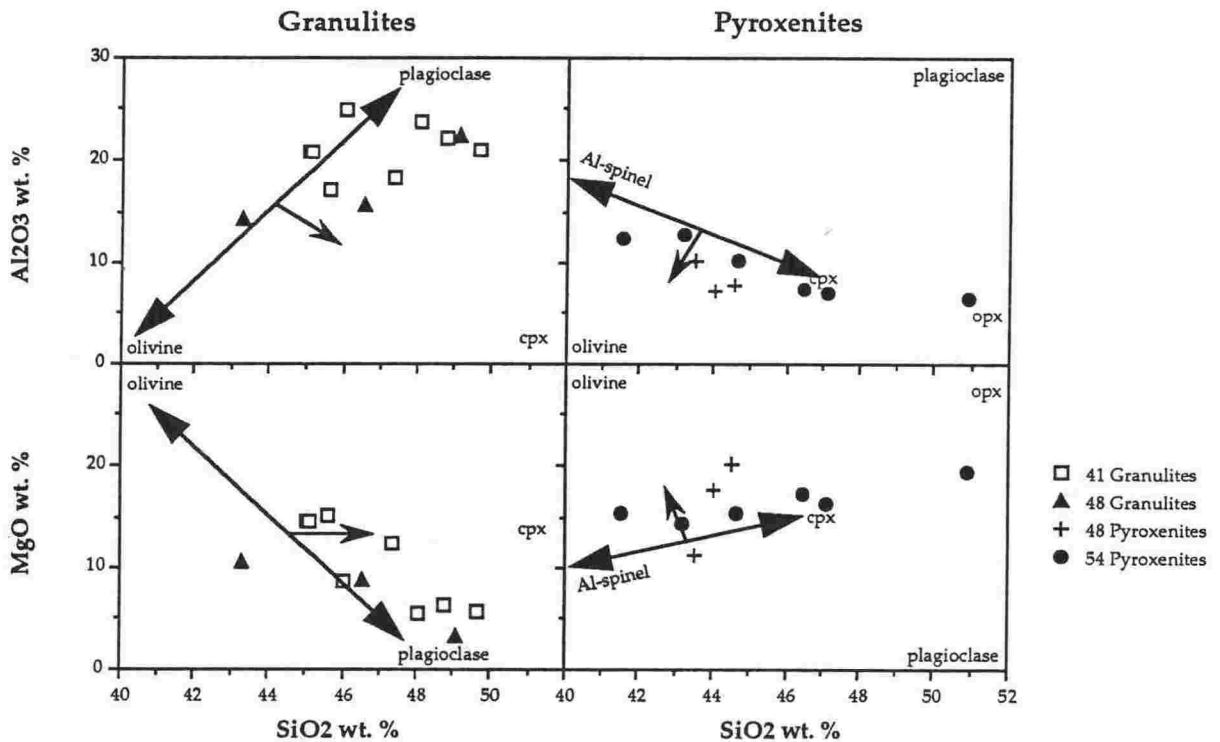 Granulites
Pyroxenites
Al2O3 wt. %
30
20
10
0
plagioclase
olivine
cpx
plagioclase
Al-spinel
cpx
opx
olivine
MgO wt. %
20
10
0
olivine
cpx
plagioclase
olivine
opx
cpx
Al-spinel
plagioclase
40 42 44 46 48 50 40 42 44 46 48 50 52
SiO2 wt. %
SiO2 wt. %
41 Granulites
48 Granulites
48 Pyroxenites
54 Pyroxenites